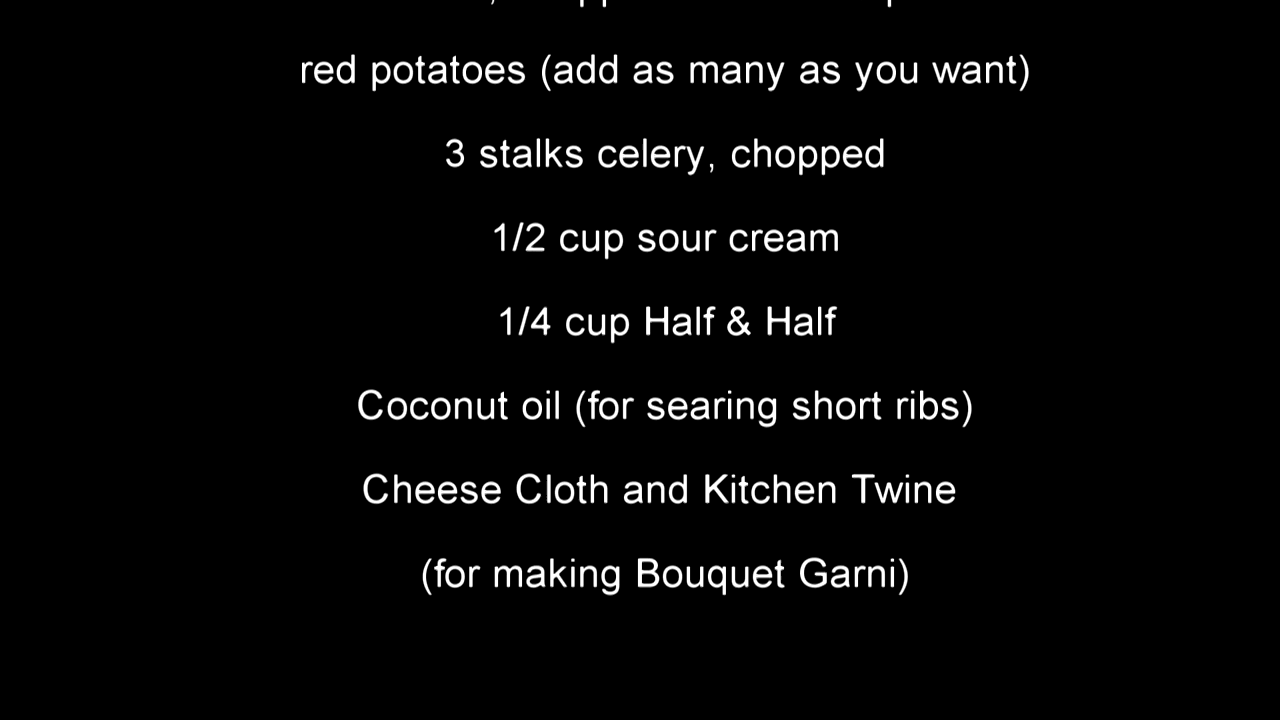 red potatoes (add as many as you want)
3 stalks celery, chopped
1/2 cup sour cream
1/4 cup Half & Half
Coconut oil (for searing short ribs)
Cheese Cloth and Kitchen Twine
(for making Bouquet Garni)